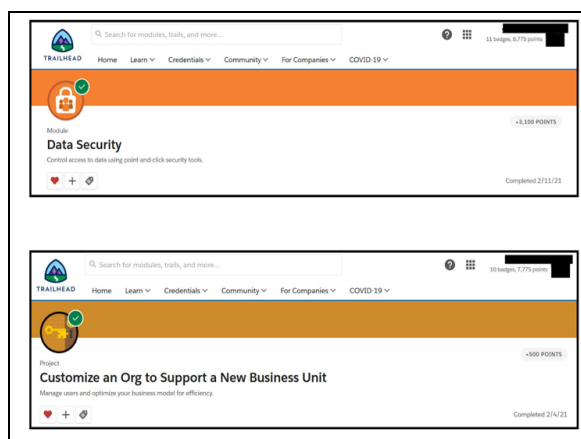 Search for modules, trails, and more...
11 badges, 8,775 points
TRAILHEAD
Home Learn Credentials Community For Companies COVID-19
+3,100 POINTS
Module
Data Security
Control access to data using point-and-click security tools.
Completed 2/11/21
Search for modules, trails, and more...
10 badges, 7,775 points
TRAILHEAD
Home Learn Credentials Community For Companies COVID-19
+500 POINTS
Project
Customize an Org to Support a New Business Unit
Manage users and optimize your business model for efficiency.
Completed 2/4/21